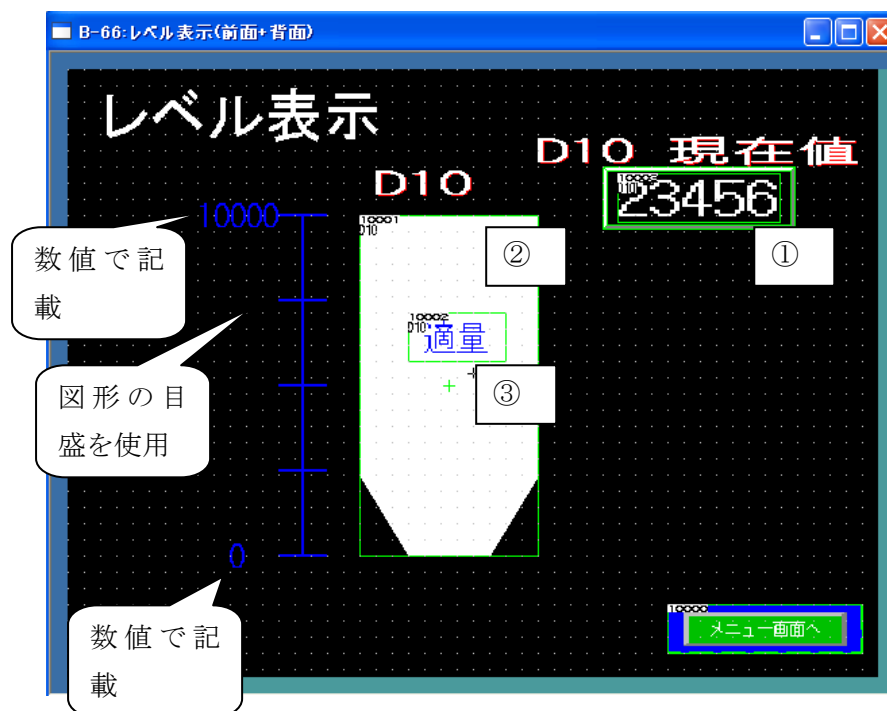 B-66:レベル表示(前面+背面)
レベル表示
D10 現在値
D10
10003
D10
23456
①
10000
10001
D10
②
数値で記
載
10002
D10
適量
③
図形の目
盛を使用
0
数値で記
載
10000
メニュー画面へ